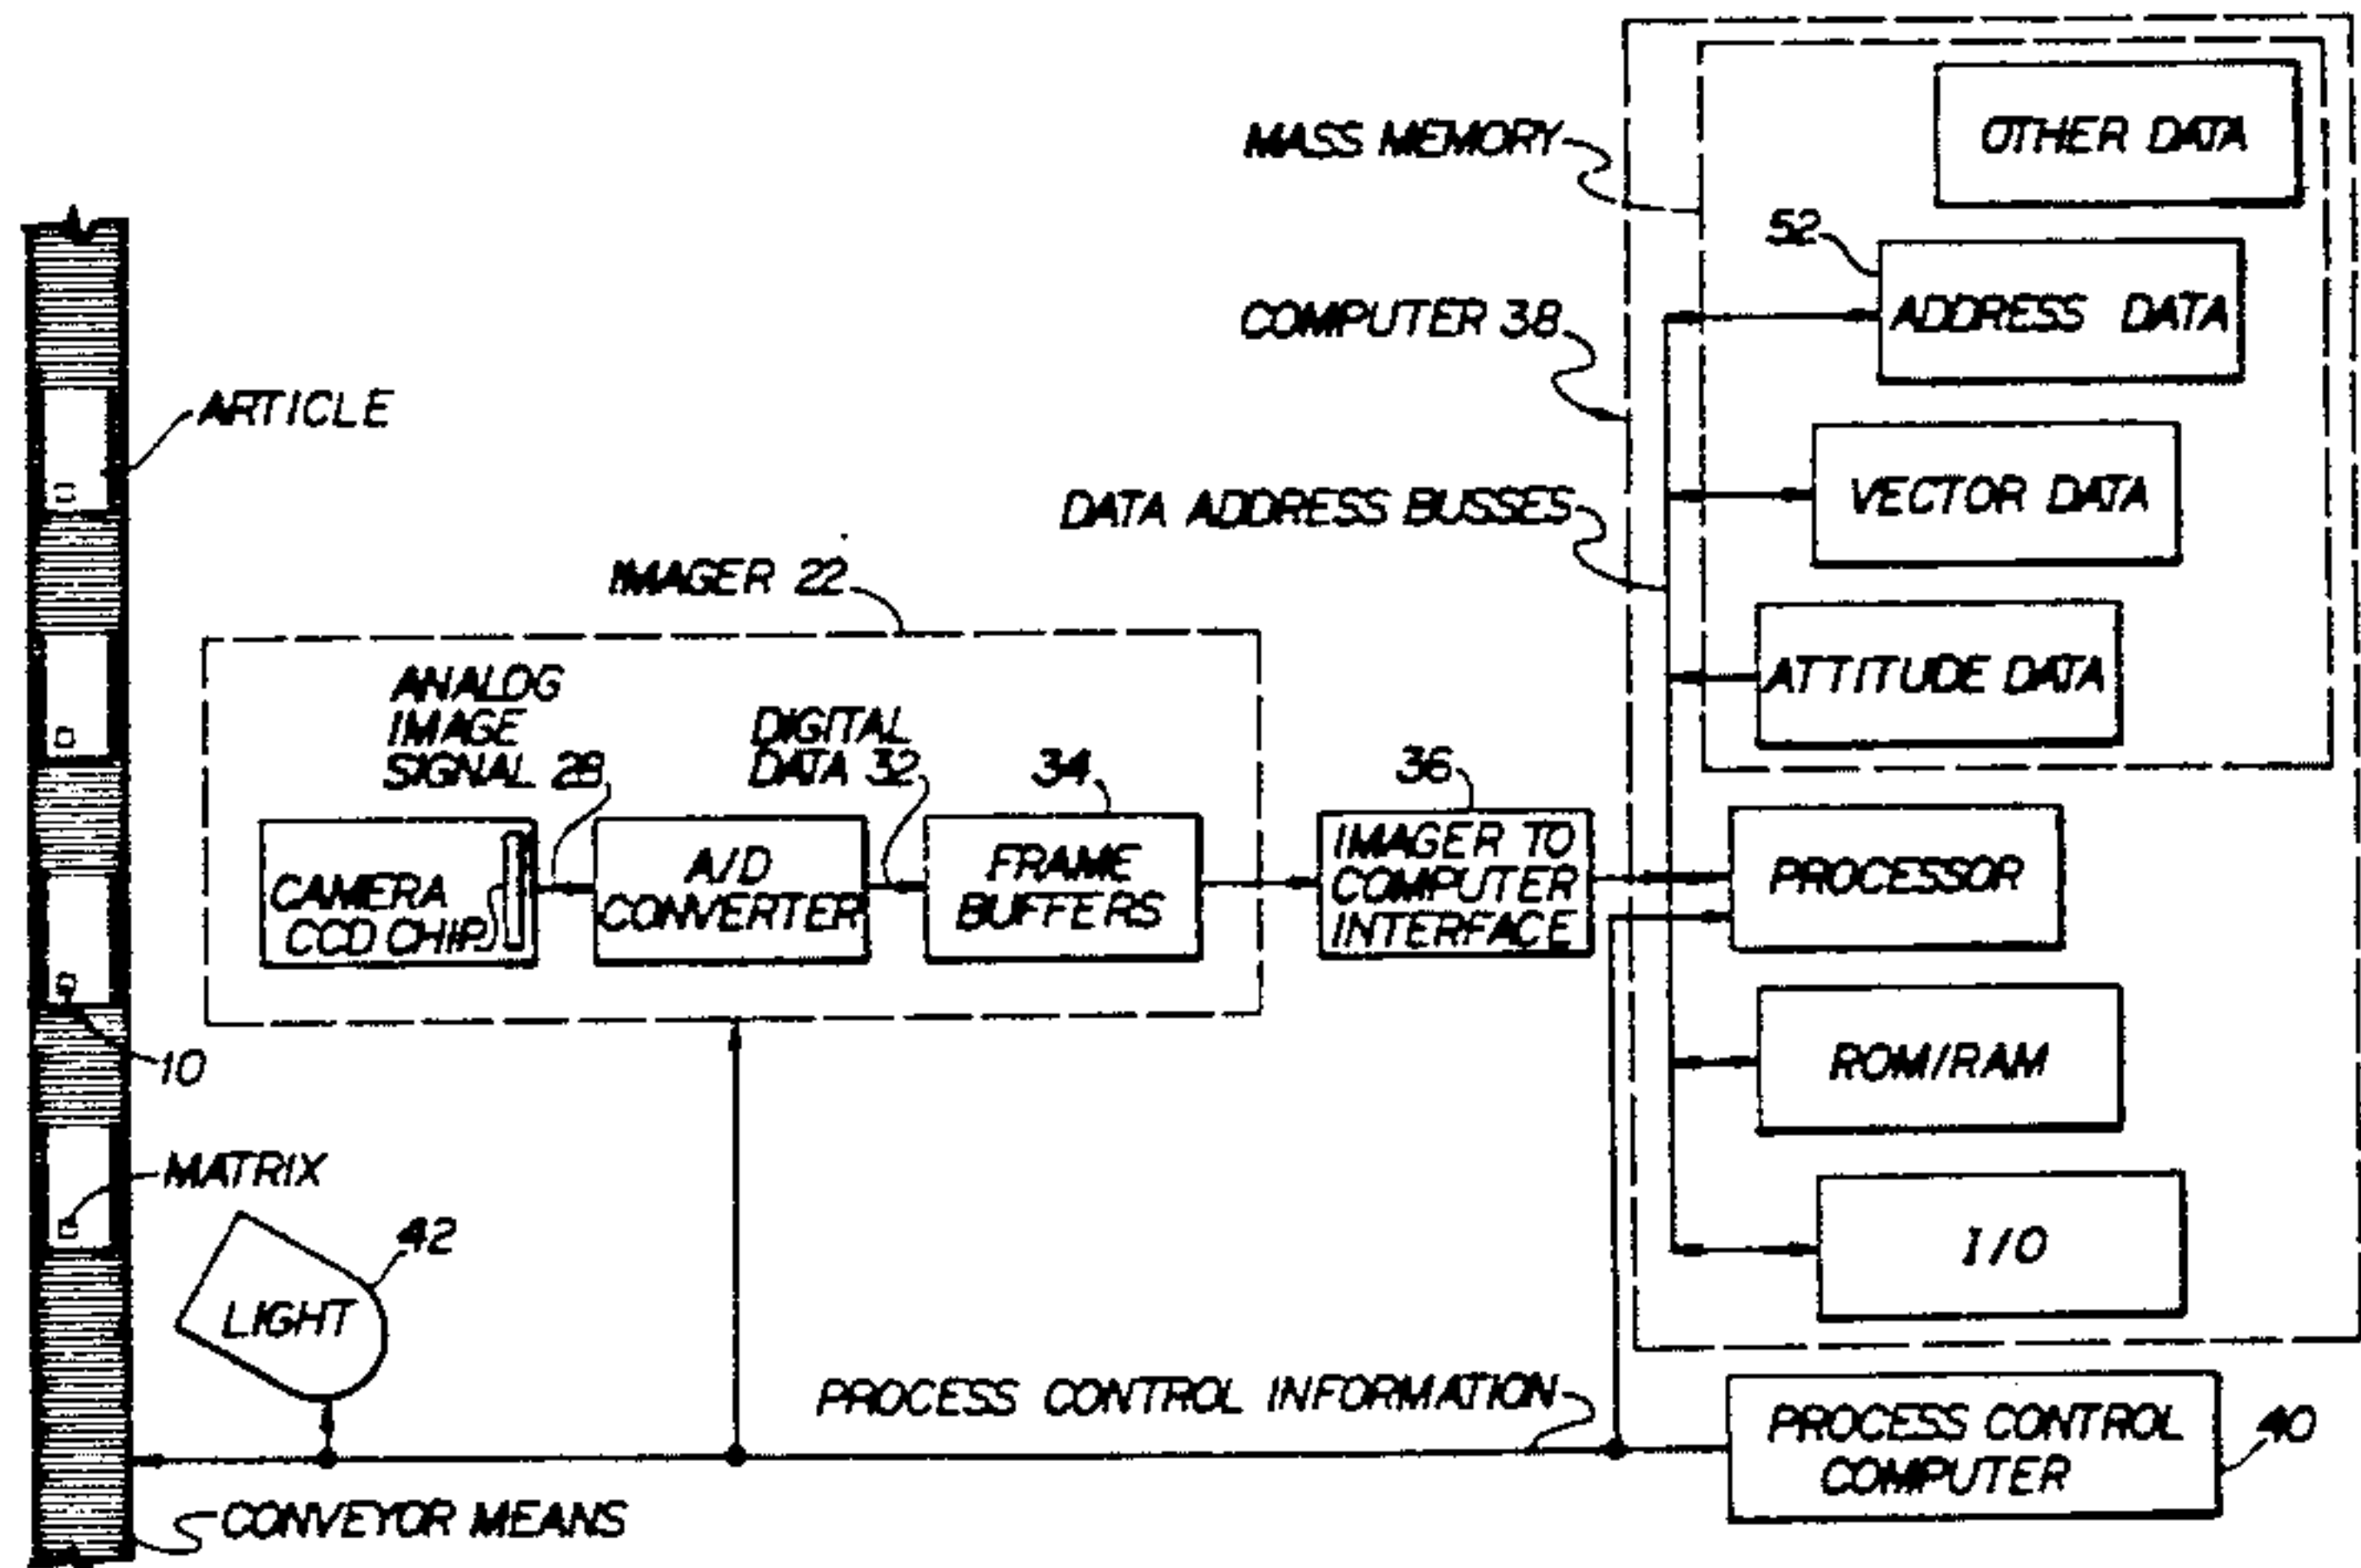 OTHER DATA
MASS MEMORY
52
ADDRESS DATA
COMPUTER 38
ARTICLE
VECTOR DATA
DATA ADDRESS BUSSES
IMAGER 22
ATTITUDE DATA
ANALOG
IMAGE
SIGNAL 28
DIGITAL
DATA 32
34
36
CAMERA
CCD CHIP
A/D
CONVERTER
FRAME
BUFFERS
IMAGER TO
COMPUTER
INTERFACE
PROCESSOR
10
ROM/RAM
MATRIX
42
LIGHT
I/O
PROCESS CONTROL INFORMATION
PROCESS CONTROL
COMPUTER
40
CONVEYOR MEANS